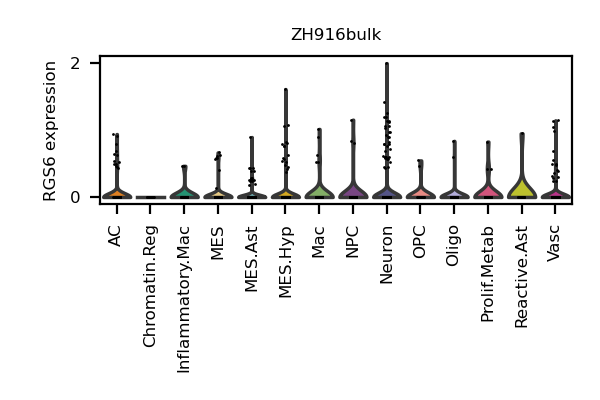 ZH916bulk
RGS6 expression
2
0
AC
Chromatin.Reg
Inflammatory.Mac
MES
MES.Ast
MES.Hyp
Mac
NPC
Neuron
OPC
Oligo
Prolif.Metab
Reactive.Ast
Vasc